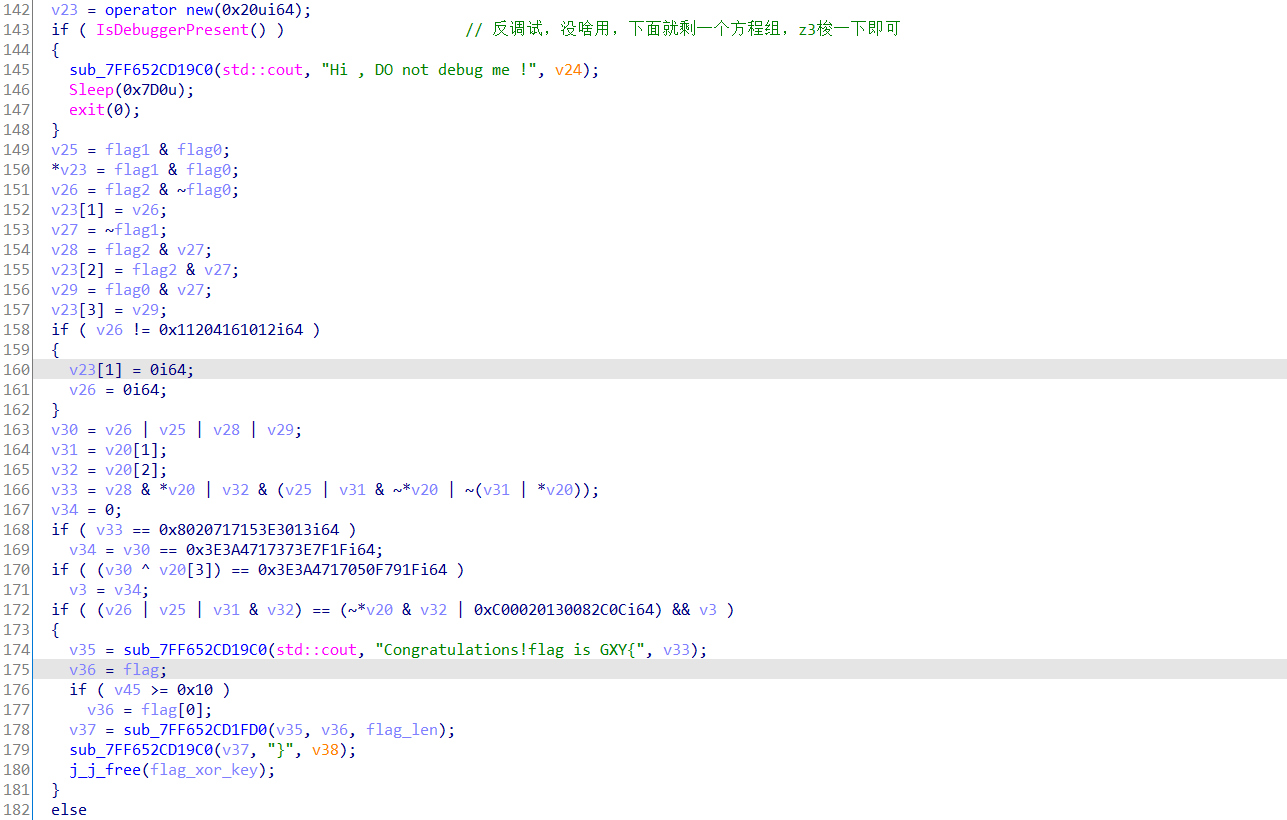 142 v23 = operator new(0x20ui64);
143 if ( IsDebuggerPresent() ) // 反调试，没啥用，下面就剩一个方程组，z3梭一下即可
144 {
145 sub_7FF652CD19C0(std::cout, "Hi , DO not debug me !", v24);
146 Sleep(0x7D0u);
147 exit(0);
148 }
149 v25 = flag1 & flag0;
150 *v23 = flag1 & flag0;
151 v26 = flag2 & ~flag0;
152 v23[1] = v26;
153 v27 = ~flag1;
154 v28 = flag2 & v27;
155 v23[2] = flag2 & v27;
156 v29 = flag0 & v27;
157 v23[3] = v29;
158 if ( v26 != 0x11204161012i64 )
159 {
160 v23[1] = 0i64;
161 v26 = 0i64;
162 }
163 v30 = v26 | v25 | v28 | v29;
164 v31 = v20[1];
165 v32 = v20[2];
166 v33 = v28 & *v20 | v32 & (v25 | v31 & ~*v20 | ~(v31 | *v20));
167 v34 = 0;
168 if ( v33 == 0x8020717153E3013i64 )
169 v34 = v30 == 0x3E3A4717373E7F1Fi64;
170 if ( (v30 ^ v20[3]) == 0x3E3A4717050F791Fi64 )
171 v3 = v34;
172 if ( (v26 | v25 | v31 & v32) == (~*v20 & v32 | 0xC00020130082C0Ci64) && v3 )
173 {
174 v35 = sub_7FF652CD19C0(std::cout, "Congratulations!flag is GXY{", v33);
175 v36 = flag;
176 if ( v45 >= 0x10 )
177 v36 = flag[0];
178 v37 = sub_7FF652CD1FD0(v35, v36, flag_len);
179 sub_7FF652CD19C0(v37, "}", v38);
180 j_j_free(flag_xor_key);
181 }
182 else